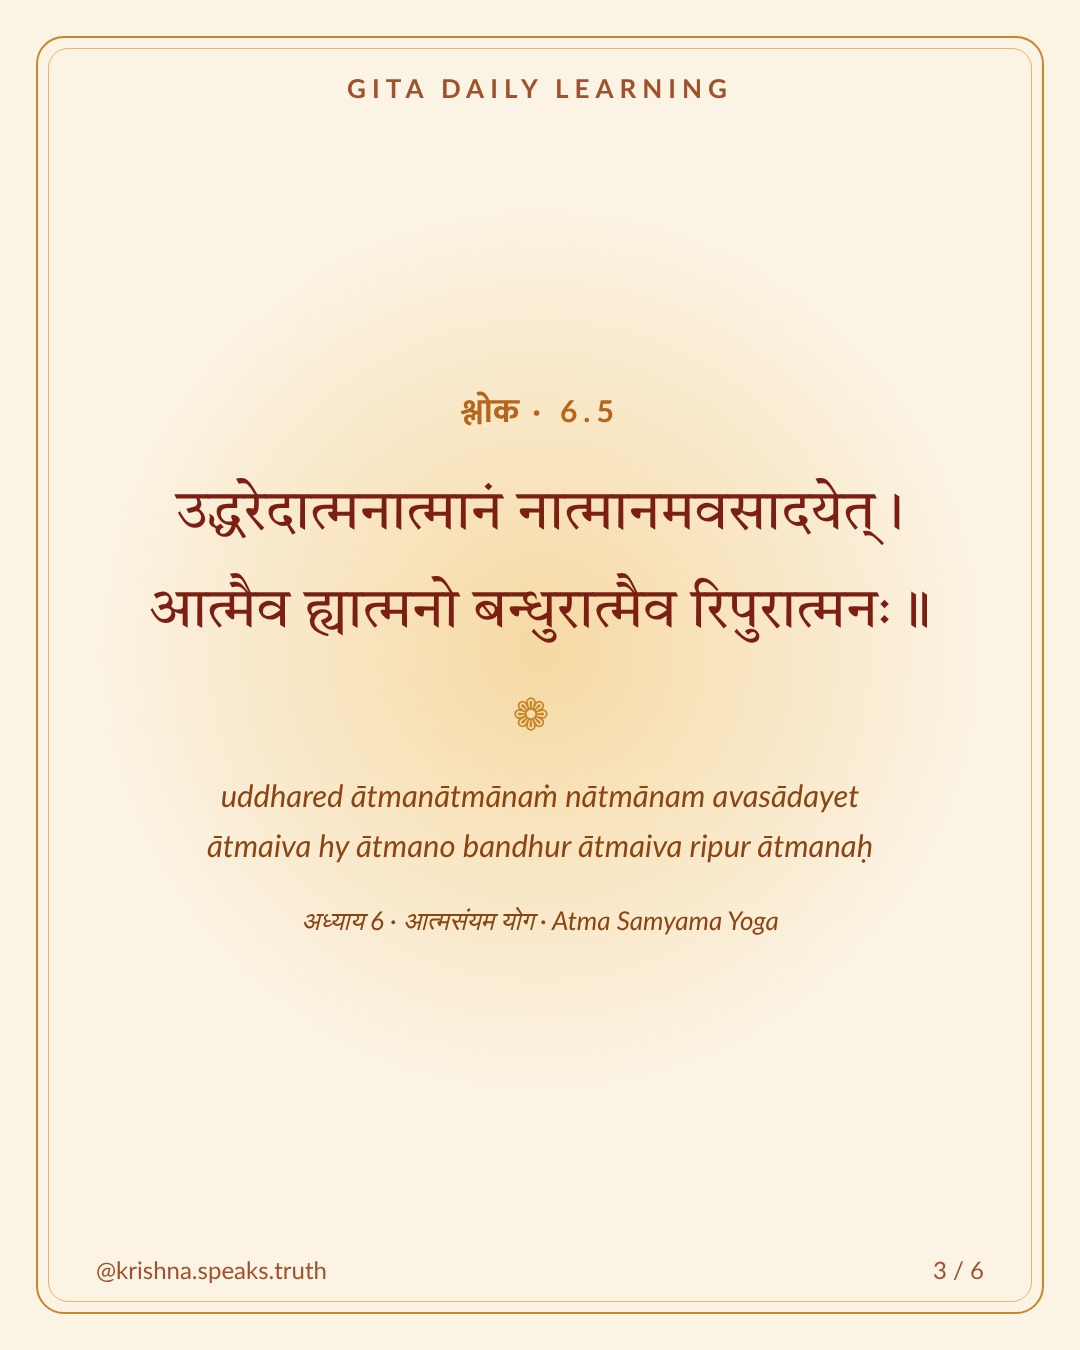 GITA DAILY LEARNING
श्लोक · 6.5
उद्धरेदात्मनात्मानं नात्मानमवसादयेत्।
आत्मैव ह्यात्मनो बन्धुरात्मैव रिपुरात्मनः॥
uddhared ātmanātmānaṁ nātmānam avasādayet
ātmaiva hy ātmano bandhur ātmaiva ripur ātmanaḥ
अध्याय 6 · आत्मसंयम योग · Atma Samyama Yoga
@krishna.speaks.truth
3 / 6